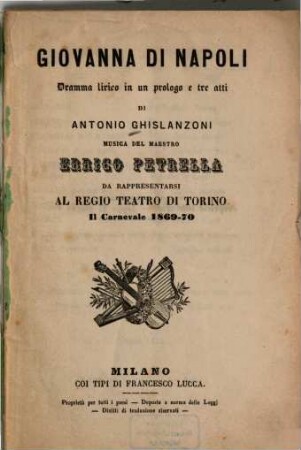 GIOVANNA DI NAPOLI
Dramma lirico in un prologo e tre atti
DI
ANTONIO GHISLANZONI
MUSICA DEL MAESTRO
ERRICO PETRELLA
DA RAPPRESENTARSI
AL REGIO TEATRO DI TORINO
Il Carnevale 1869-70
MILANO
COI TIPI DI FRANCESCO LUCCA.
Proprietà per tutti i paesi — Deposto a norma delle Leggi
— Diritti di traduzione riservati —